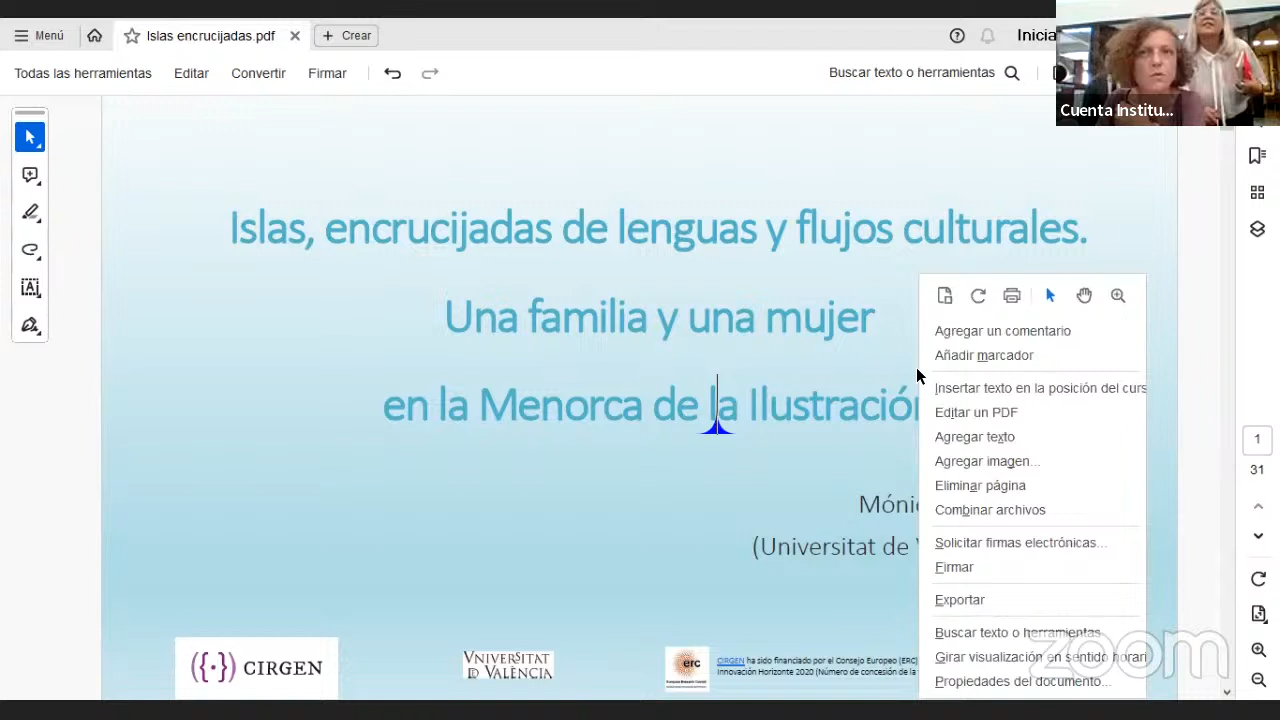 Menú
Islas encrucijadas.pdf
Crear
Inicia
Todas las herramientas
Editar
Convertir
Firmar
Buscar texto o herramientas
Cuenta Institu...
Islas, encrucijadas de lenguas y flujos culturales.
Una familia y una mujer
en la Menorca de la Ilustración
Móni
(Universitat de
Agregar un comentario
Añadir marcador
Insertar texto en la posición del curs
Editar un PDF
Agregar texto
Agregar imagen...
Eliminar página
Combinar archivos
Solicitar firmas electrónicas...
Firmar
Exportar
Buscar texto o herramientas
Girar visualización en sentido horari
Propiedades del documento...
1
31
{(·)} CIRGEN
VNIVERSITAT
DE VALÈNCIA
erc
CIRGEN ha sido financiado por el Consejo Europeo (ERC)
Innovación Horizonte 2020 (Número de concesión de la
zoom